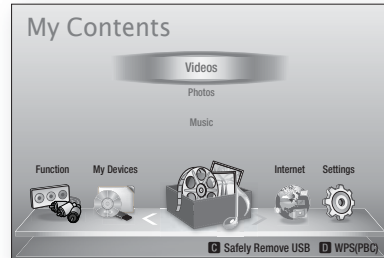 My Contents
Videos
Photos
Music
Function My Devices Internet Settings
C Safely Remove USB D WPS(PBC)